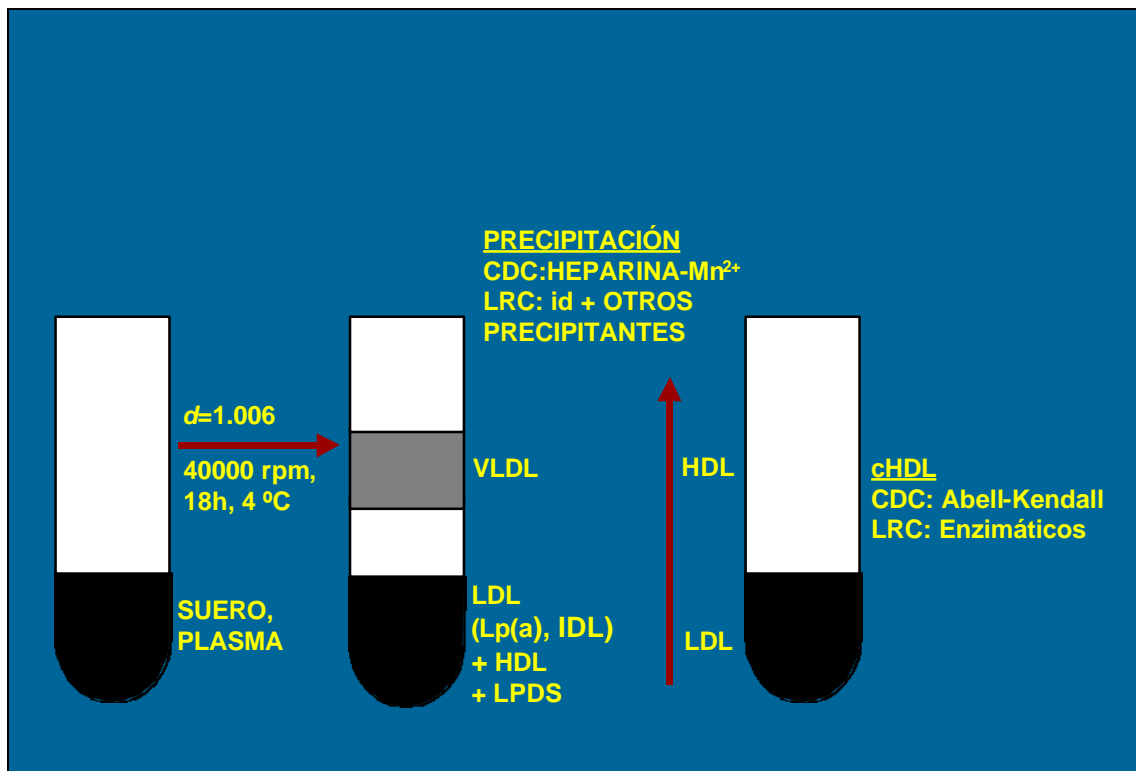 PRECIPITACIÓN
CDC:HEPARINA-Mn²⁺
LRC: id + OTROS
PRECIPITANTES
d=1.006
40000 rpm,
18h, 4 ºC
SUERO,
PLASMA
VLDL
LDL
(Lp(a), IDL)
+ HDL
+ LPDS
HDL
LDL
cHDL
CDC: Abell-Kendall
LRC: Enzimáticos